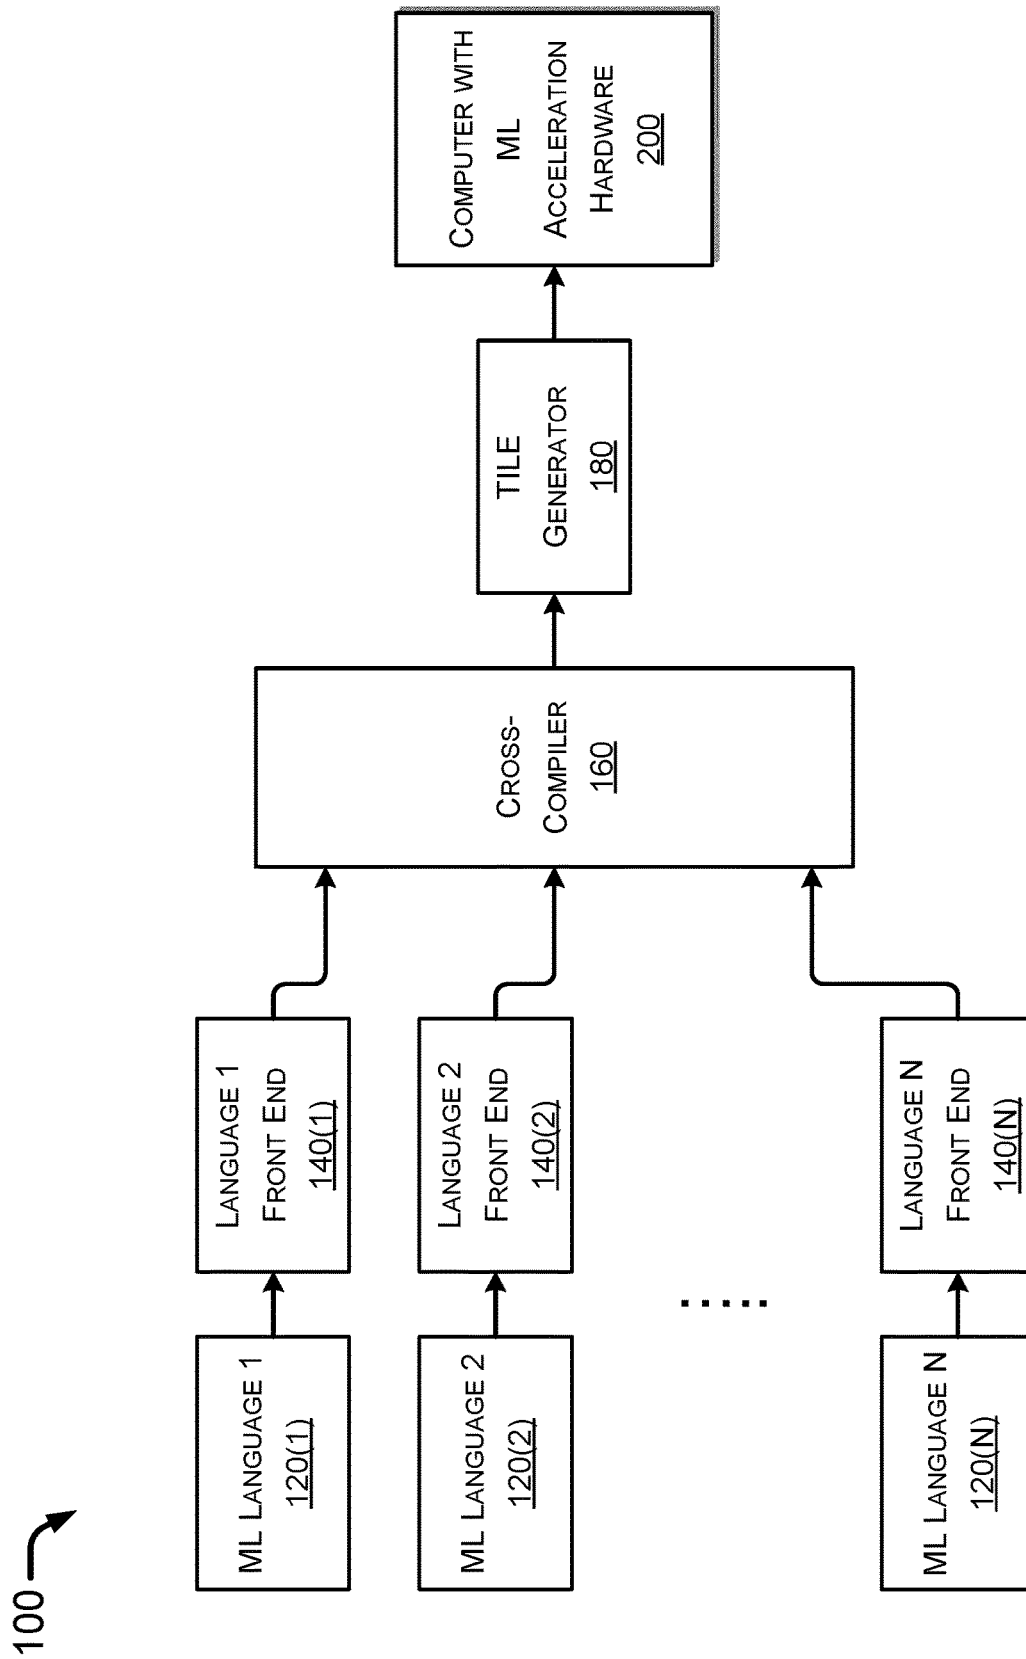 100
ML LANGUAGE 1
120(1)
LANGUAGE 1
FRONT END
140(1)
ML LANGUAGE 2
120(2)
LANGUAGE 2
FRONT END
140(2)
.....
ML LANGUAGE N
120(N)
LANGUAGE N
FRONT END
140(N)
CROSS-
COMPILER
160
TILE
GENERATOR
180
COMPUTER WITH
ML
ACCELERATION
HARDWARE
200